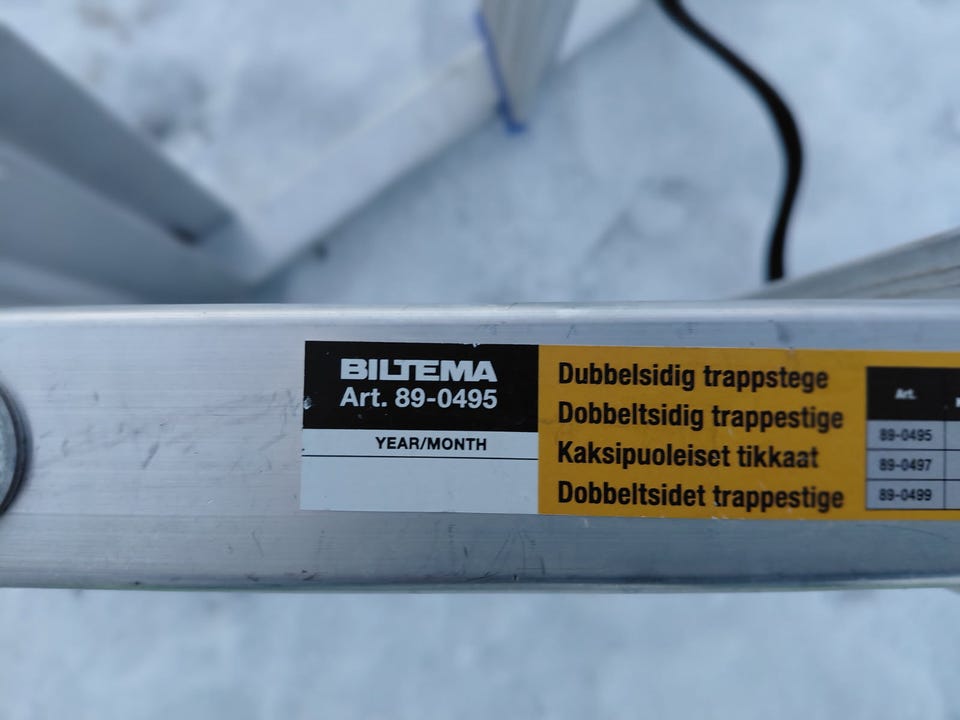 BILTEMA
Art. 89-0495
YEAR/MONTH
Dubbelsidig trappstege
Dobbeltsidig trappestige
Kaksipuoleiset tikkaat
Dobbeltsidet trappestige
Art.
89-0495
89-0497
89-0499